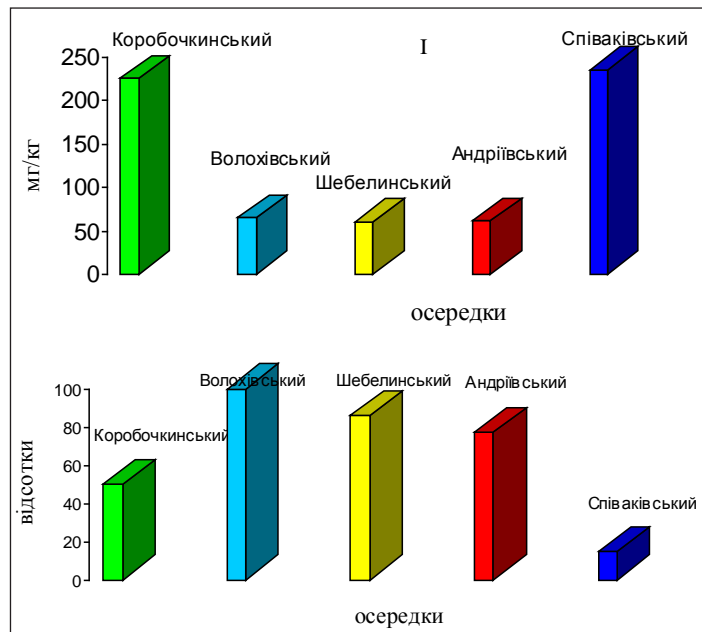 Коробочкинський
I
Співаківський
250
200
150
100
50
0
мг/кг
Волохівський
Шебелинський
Андріївський
осередки
100
80
60
40
20
0
відсотки
Коробочкинський
Волохівський
Шебелинський
Андріївський
Співаківський
осередки